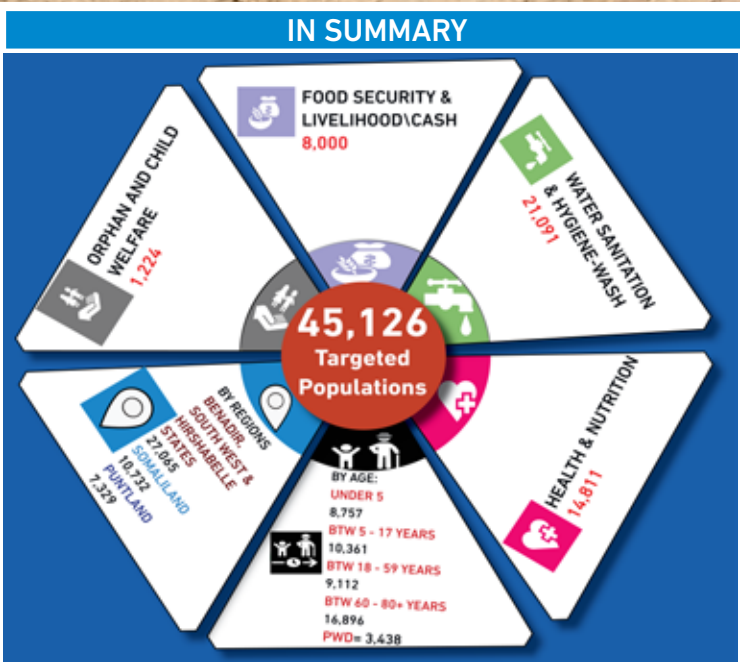 IN SUMMARY
FOOD SECURITY &
LIVELIHOOD\CASH
8,000
WATER SANITATION
& HYGIENE-WASH
21,091
HEALTH & NUTRITION
14,811
BY AGE:
UNDER 5
8,757
BTW 5 - 17 YEARS
10,361
BTW 18 - 59 YEARS
9,112
BTW 60 - 80+ YEARS
16,896
PWD= 3,438
BY REGIONS
BENADIR,
SOUTH WEST &
HIRSHABELLE
STATES
27,065
SOMALILAND
10,732
PUNTLAND
7,329
ORPHAN AND CHILD
WELFARE
1,224
45,126
Targeted
Populations